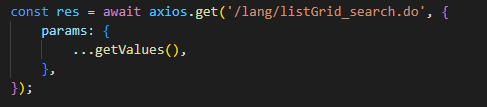 const res = await axios.get('/lang/listGrid_search.do', {
    params: {
        ...getValues(),
    },
});